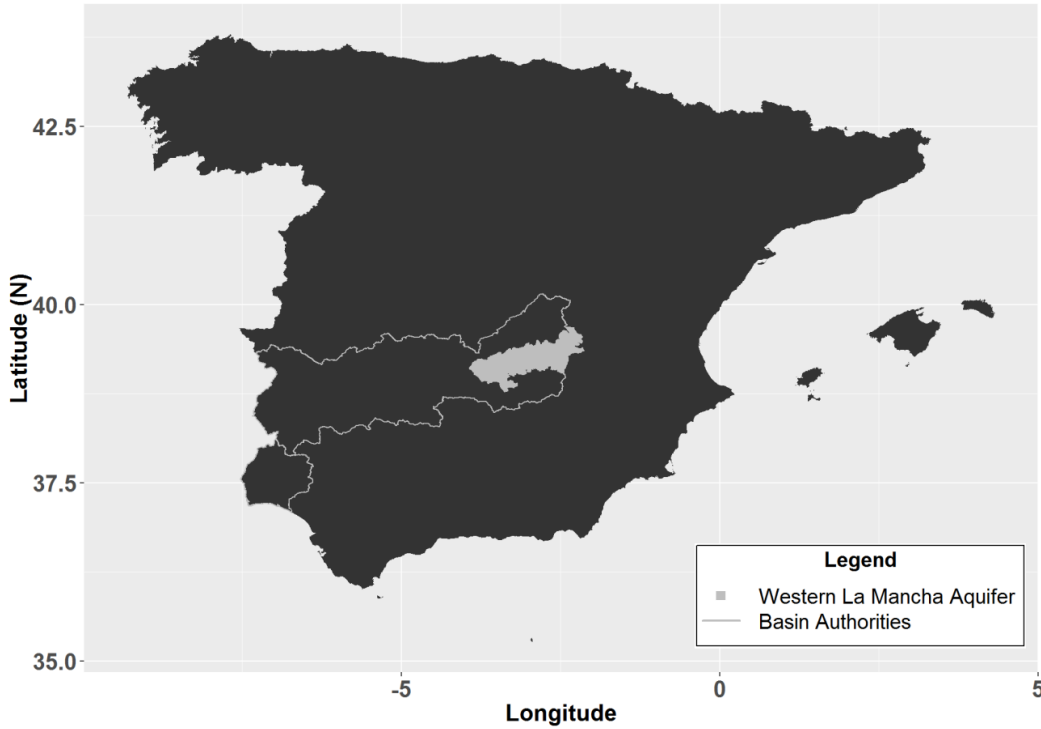 42.5
40.0
37.5
35.0
Latitude (N)
-5
0
5
Longitude
Legend
Western La Mancha Aquifer
Basin Authorities